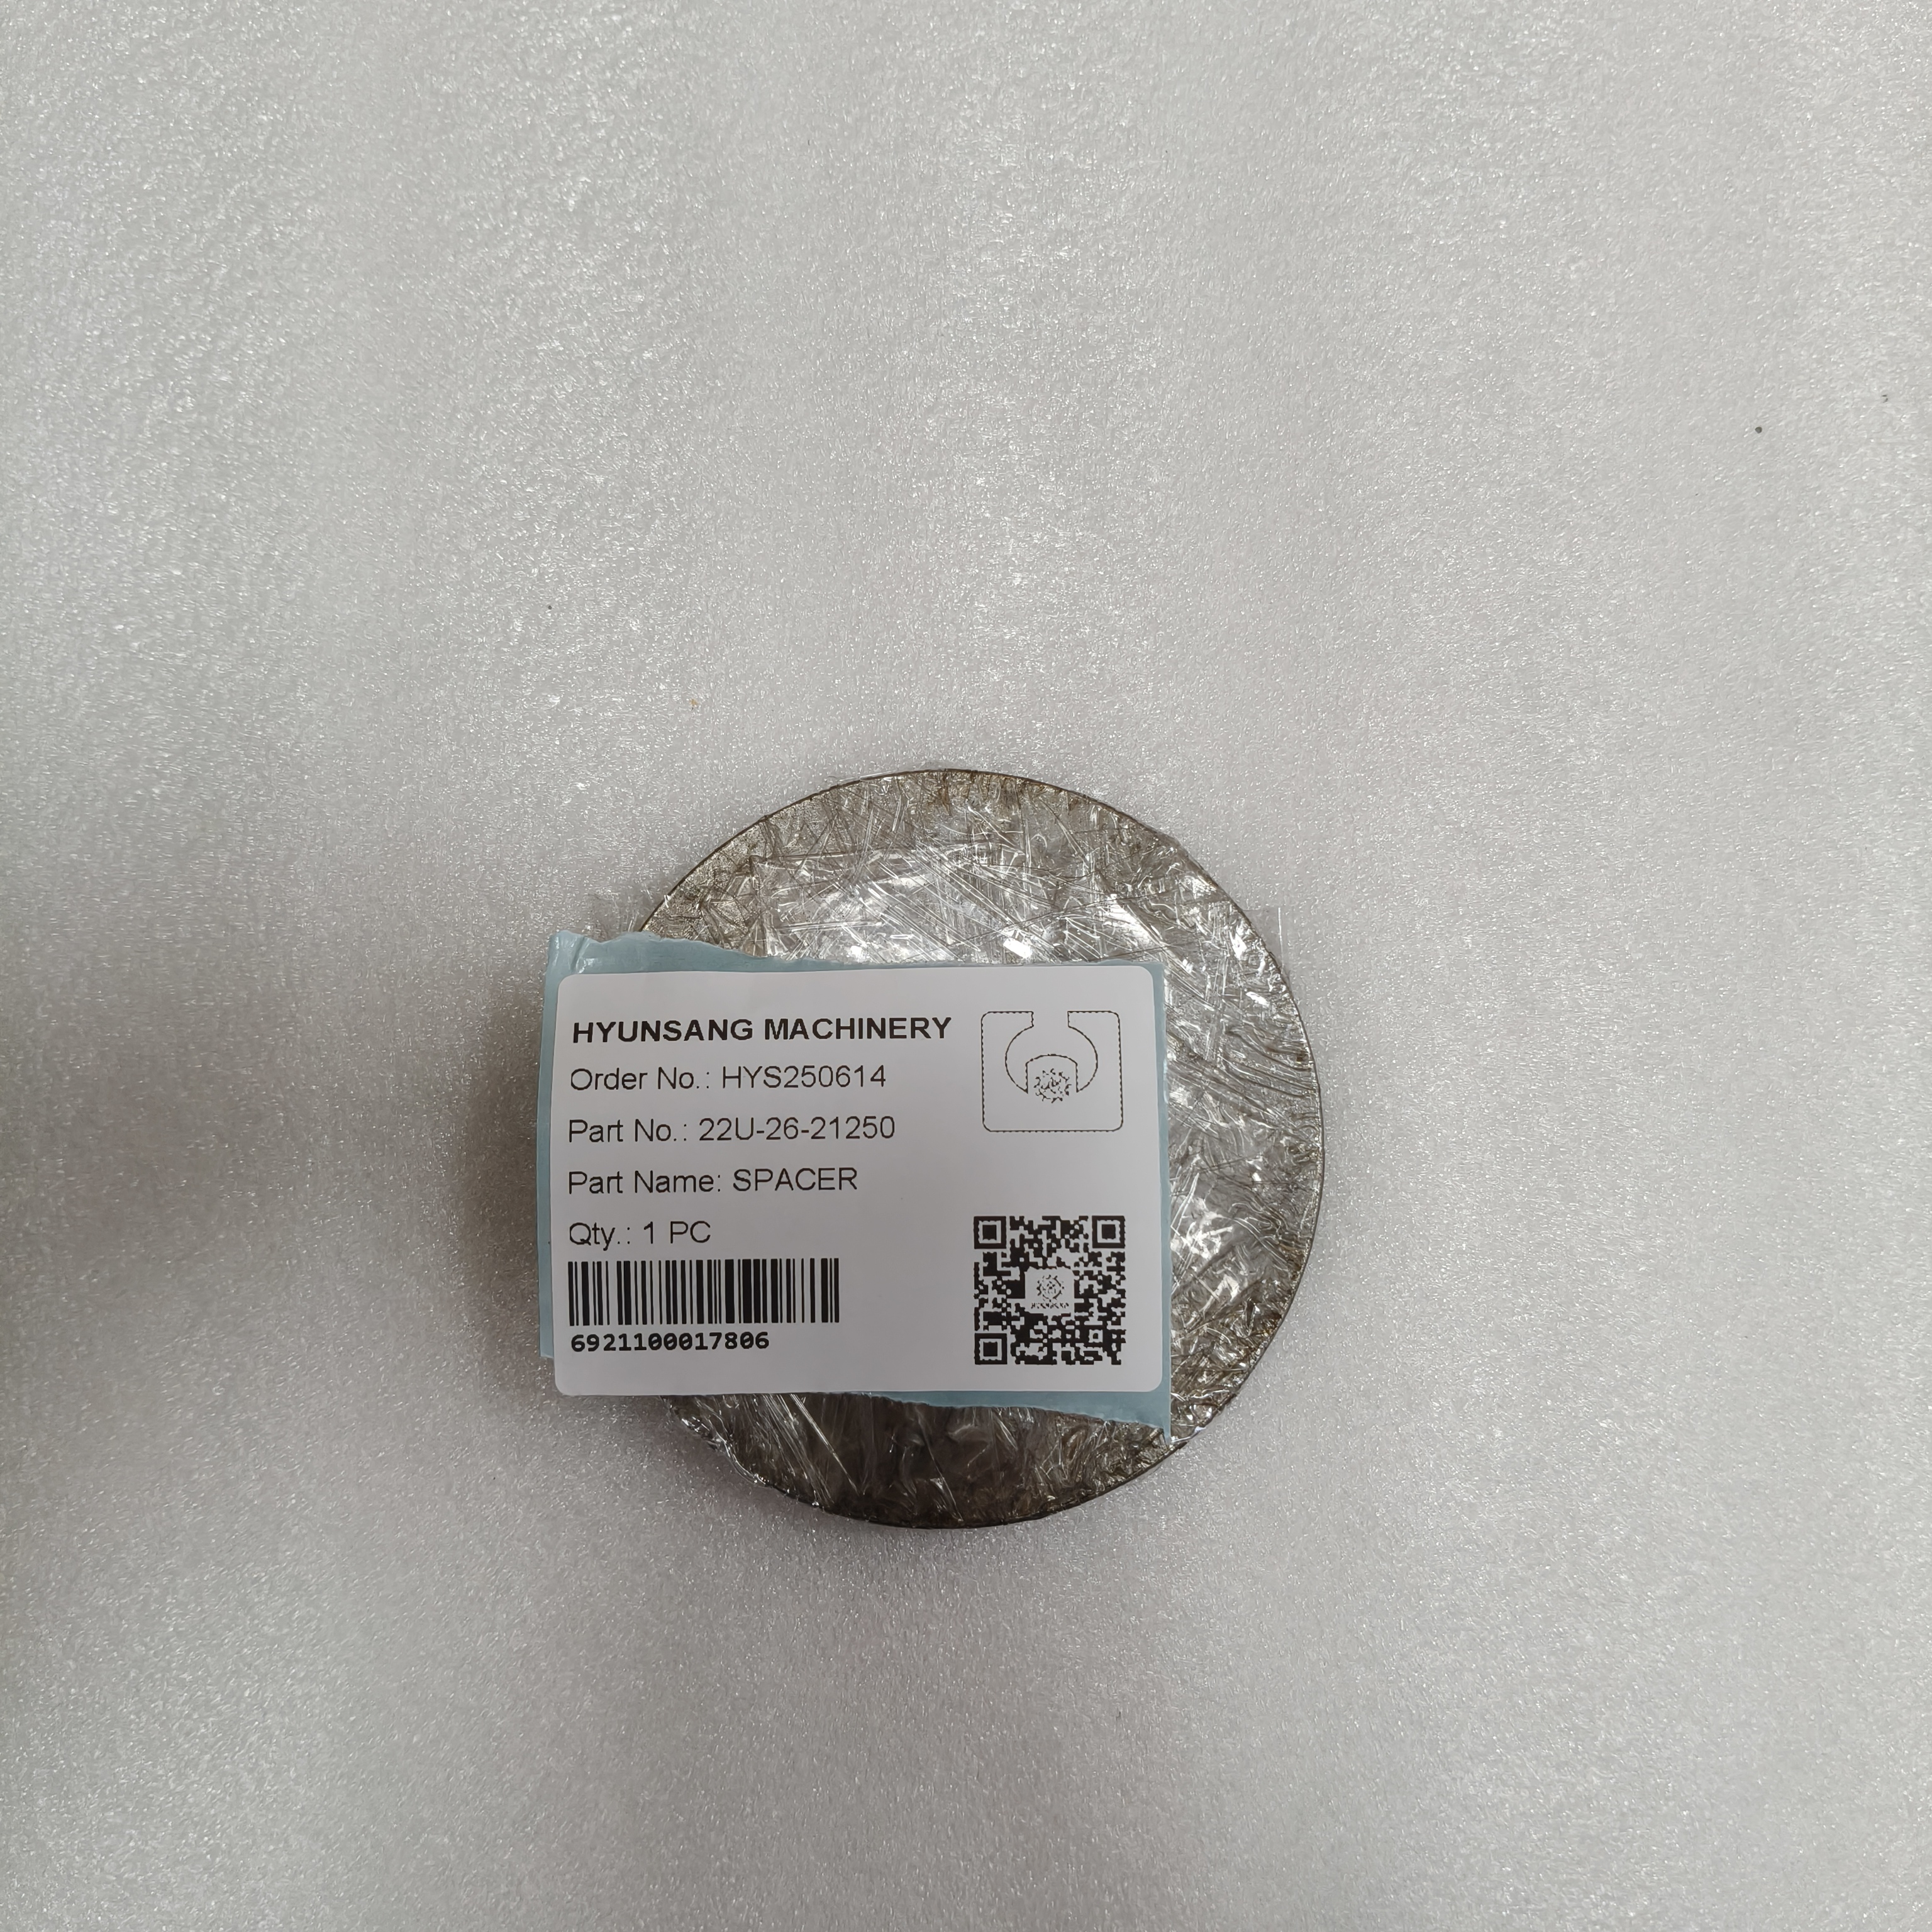 HYUNSANG MACHINERY
Order No.: HYS250614
Part No.: 22U-26-21250
Part Name: SPACER
Qty.: 1 PC
6921100017806